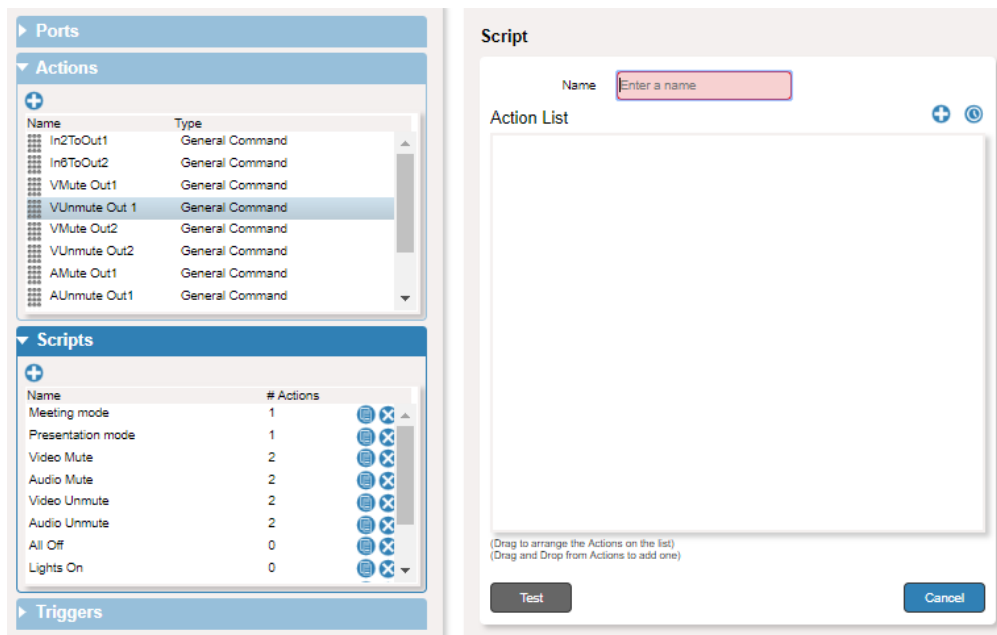 Ports
Actions
Name Type
In2ToOut1 General Command
In6ToOut2 General Command
VMute Out1 General Command
VUnmute Out 1 General Command
VMute Out2 General Command
VUnmute Out2 General Command
AMute Out1 General Command
AUnmute Out1 General Command
Scripts
Name # Actions
Meeting mode 1
Presentation mode 1
Video Mute 2
Audio Mute 2
Video Unmute 2
Audio Unmute 2
All Off 0
Lights On 0
Triggers
Script
Name Enter a name
Action List
(Drag to arrange the Actions on the list)
(Drag and Drop from Actions to add one)
Test Cancel